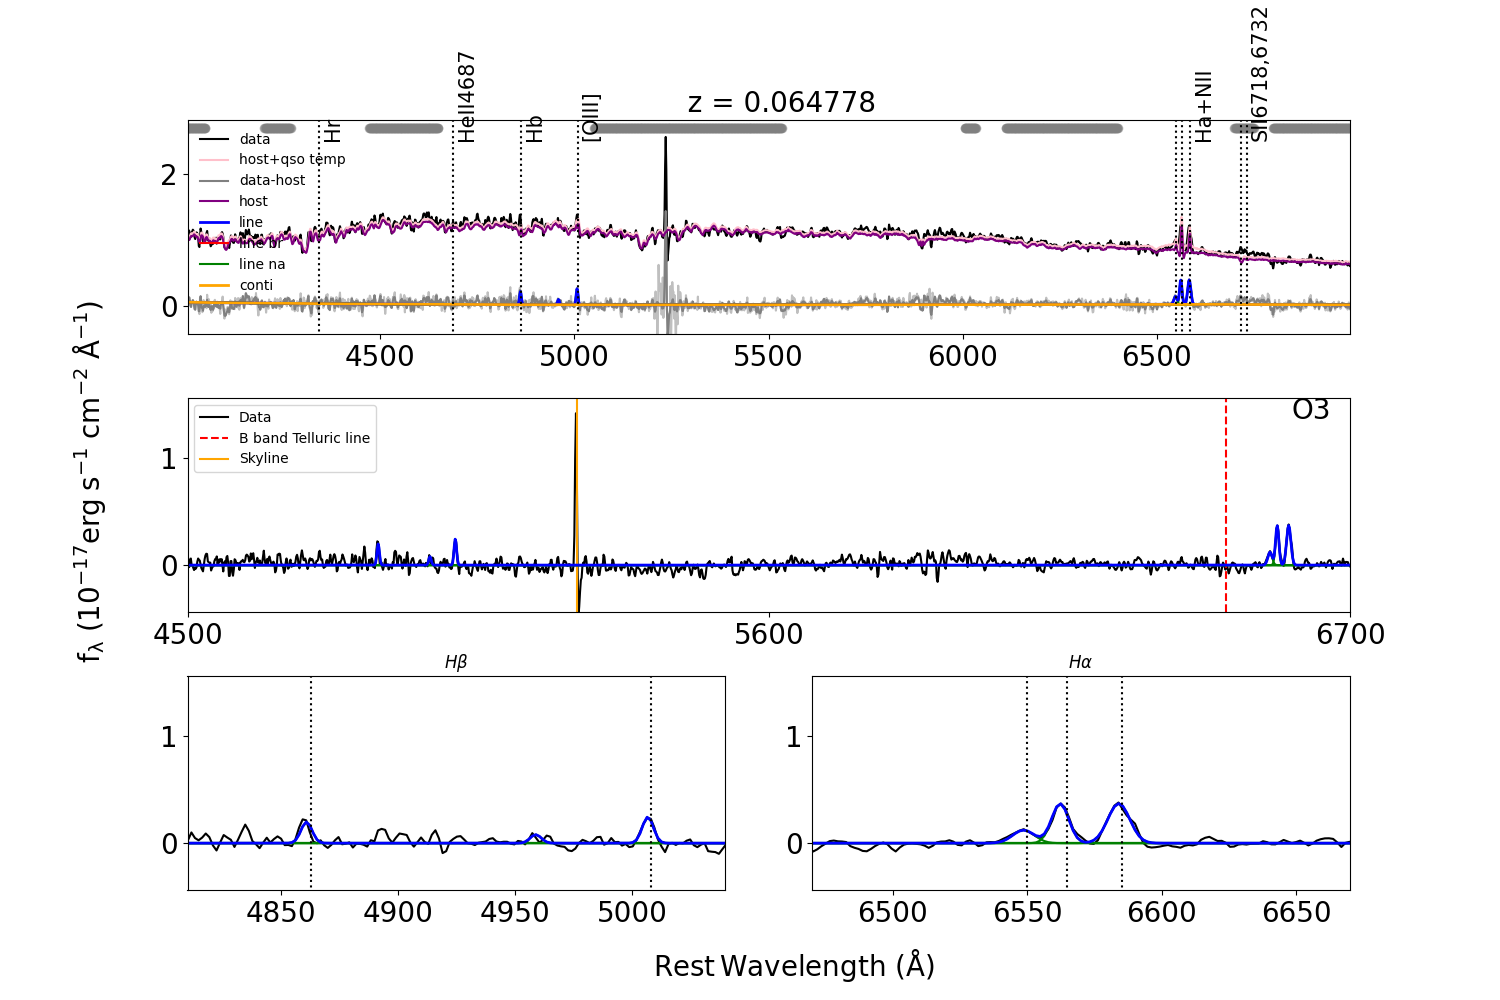 z = 0.064778
Hr
HeII4687
Hb
[OIII]
Ha+NII
SII6718,6732
data
host+qso temp
data-host
host
line
line br
line na
conti
2
0
4500
5000
5500
6000
6500
O3
Data
B band Telluric line
Skyline
1
0
4500
5600
6700
fλ (10⁻¹⁷erg s⁻¹ cm⁻² Å⁻¹)
Hβ
1
0
4850
4900
4950
5000
Hα
1
0
6500
6550
6600
6650
Rest Wavelength (Å)